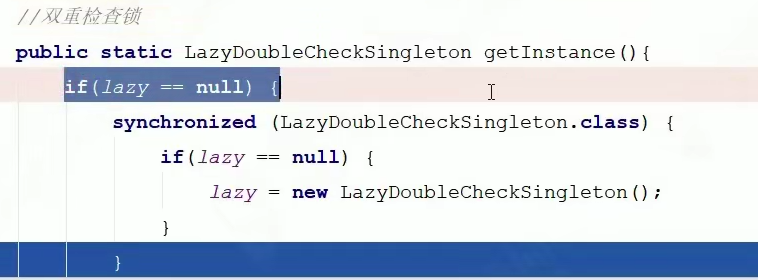 //双重检查锁
public static LazyDoubleCheckSingleton getInstance(){
if(lazy == null) {
synchronized (LazyDoubleCheckSingleton.class) {
if(lazy == null) {
lazy = new LazyDoubleCheckSingleton();
}
}